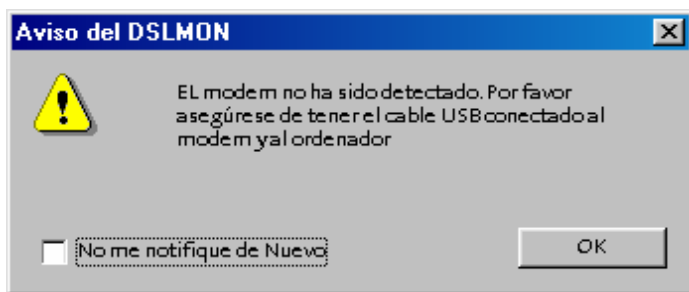 Aviso del DSLMON
EL modem no ha sido detectado. Por favor
asegúrese de tener el cable USB conectado al
modem y al ordenador
No me notifique de Nuevo
OK